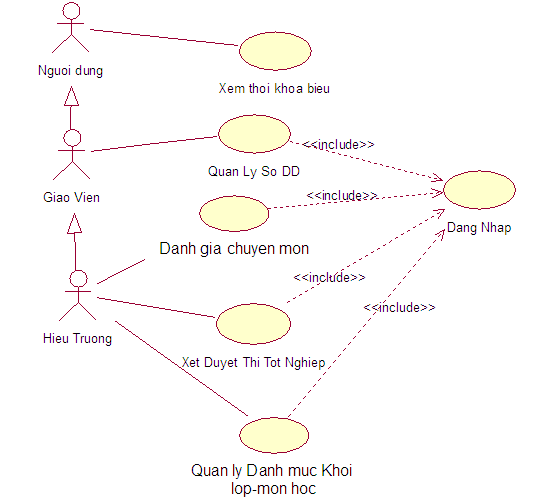 Nguoi dung
Xem thoi khoa bieu
<<include>>
Quan Ly So DD
<<include>>
Giao Vien
Dang Nhap
Danh gia chuyen mon
<<include>>
<<include>>
Hieu Truong
Xet Duyet Thi Tot Nghiep
Quan ly Danh muc Khoi
lop-mon hoc